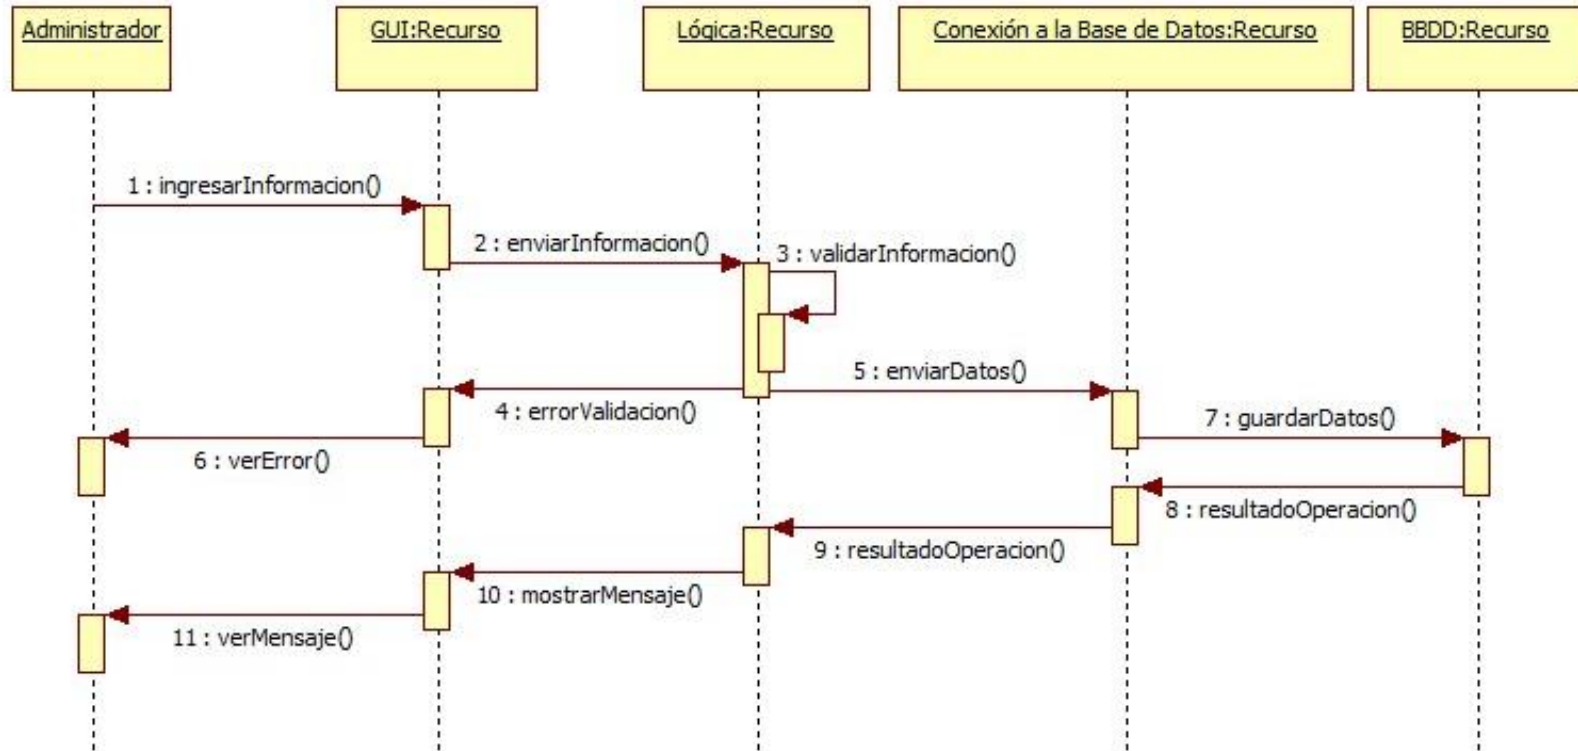 Administrador
GUI:Recurso
Lógica:Recurso
Conexión a la Base de Datos:Recurso
BBDD:Recurso
1 : ingresarInformacion()
2 : enviarInformacion()
3 : validarInformacion()
5 : enviarDatos()
4 : errorValidacion()
7 : guardarDatos()
6 : verError()
8 : resultadoOperacion()
9 : resultadoOperacion()
10 : mostrarMensaje()
11 : verMensaje()